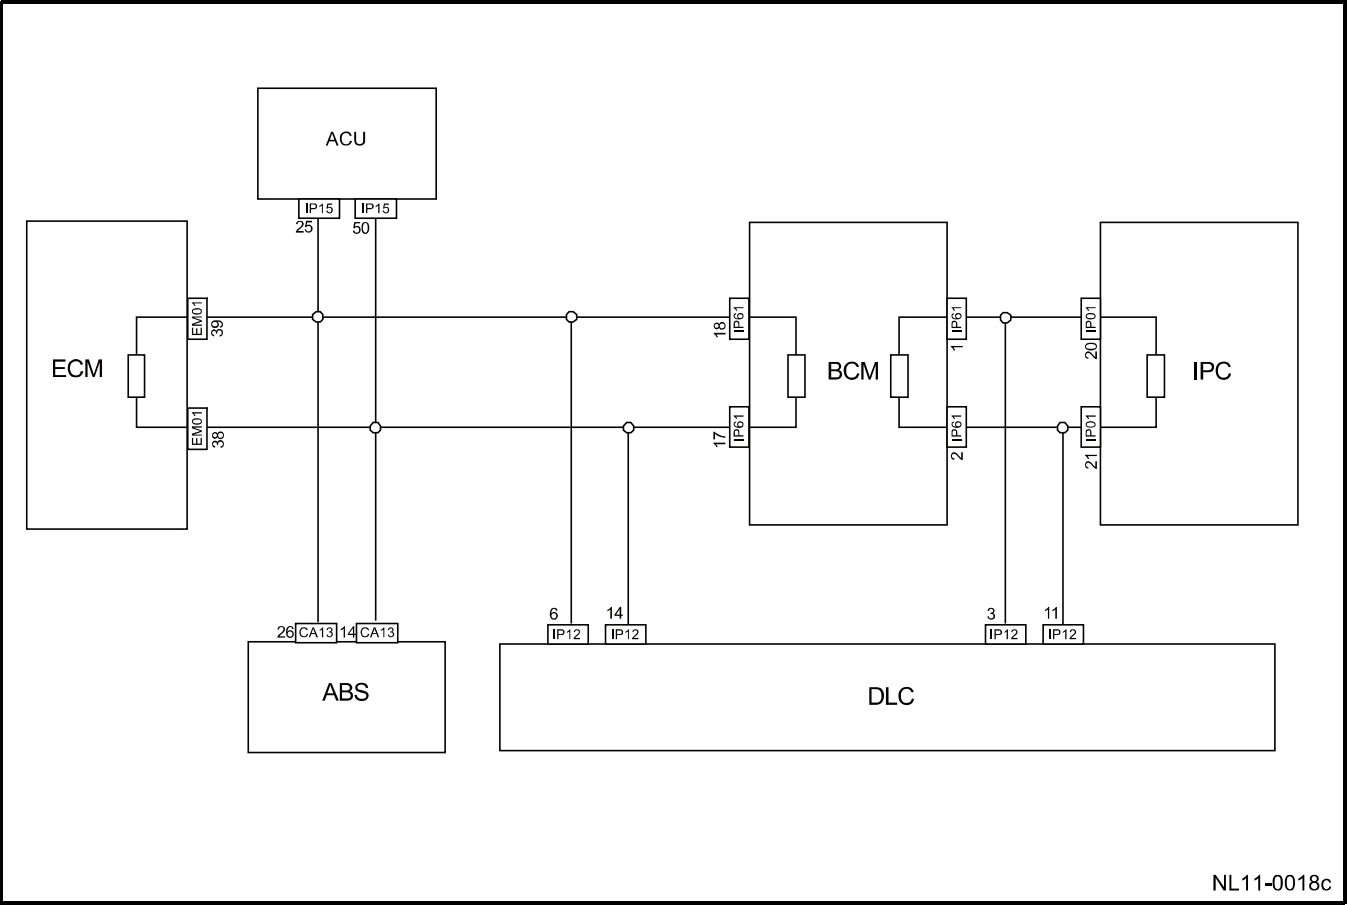 ACU
IP15
IP15
25
50
ECM
EM01
39
EM01
38
18
IP61
17
IP61
BCM
IP61
1
IP61
2
20
IP01
21
IP01
IPC
26
CA13
14
CA13
ABS
6
IP12
14
IP12
3
IP12
11
IP12
DLC
NL11-0018c